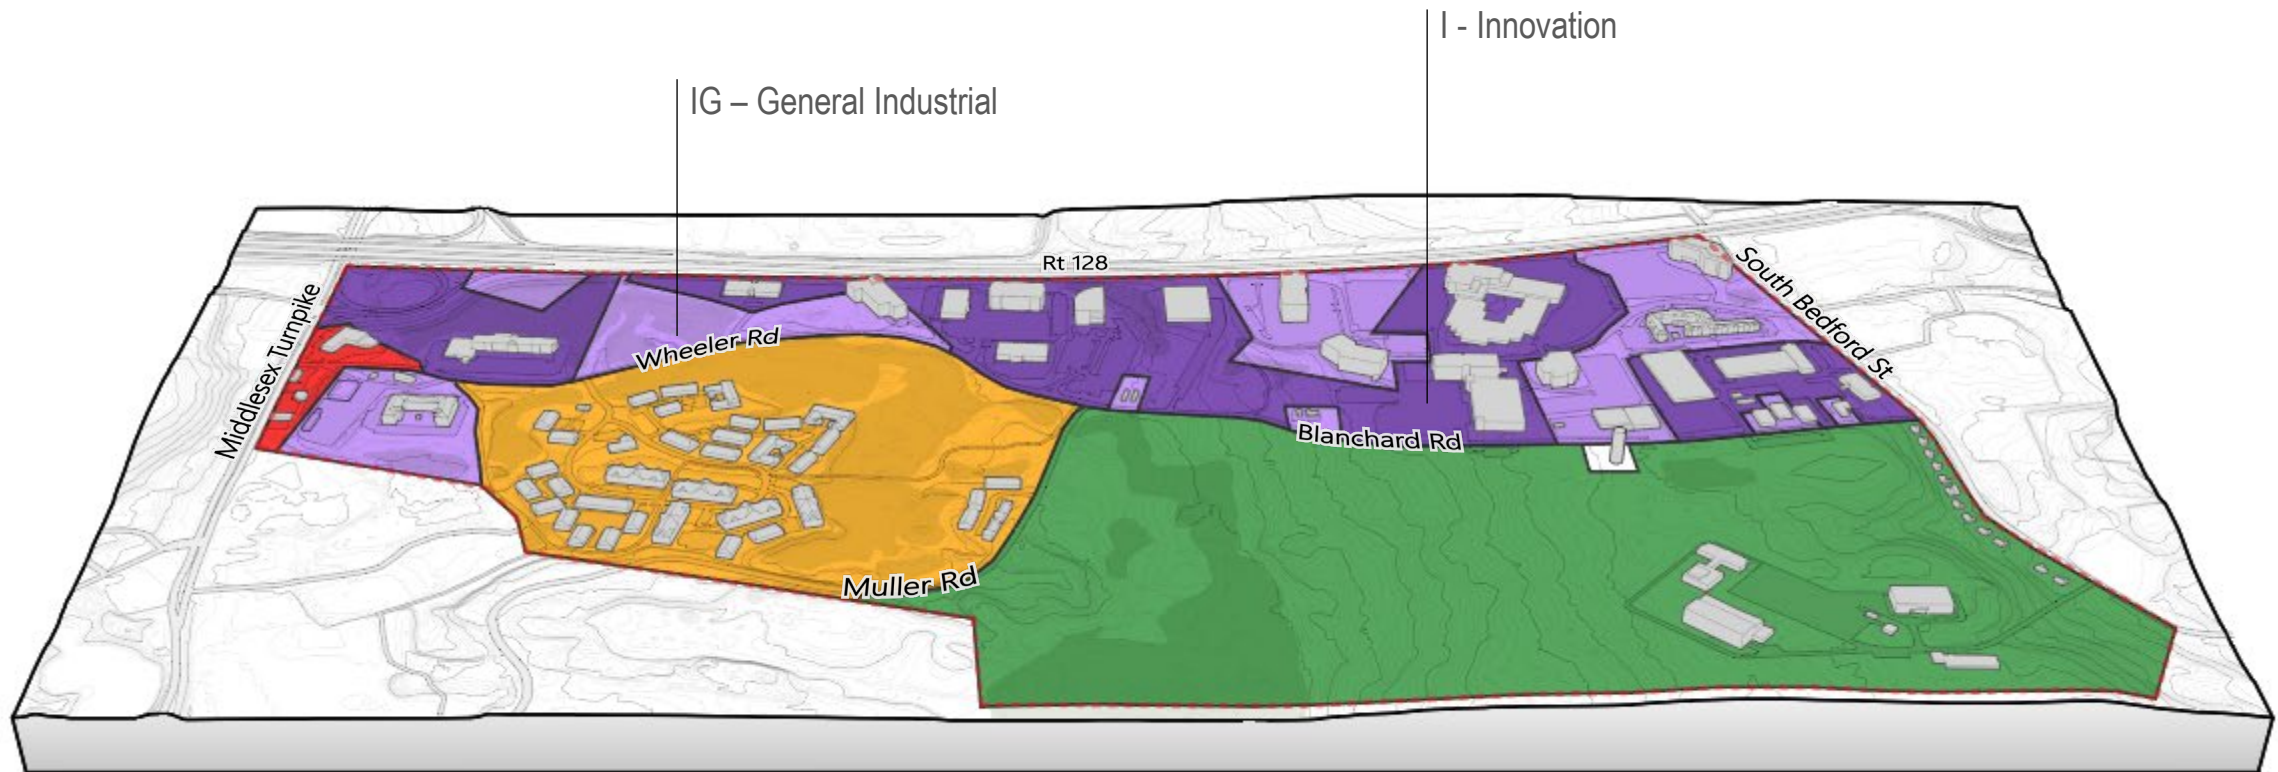 I - Innovation
IG – General Industrial
Rt 128
South Bedford St
Middlesex Turnpike
Wheeler Rd
Blanchard Rd
Muller Rd